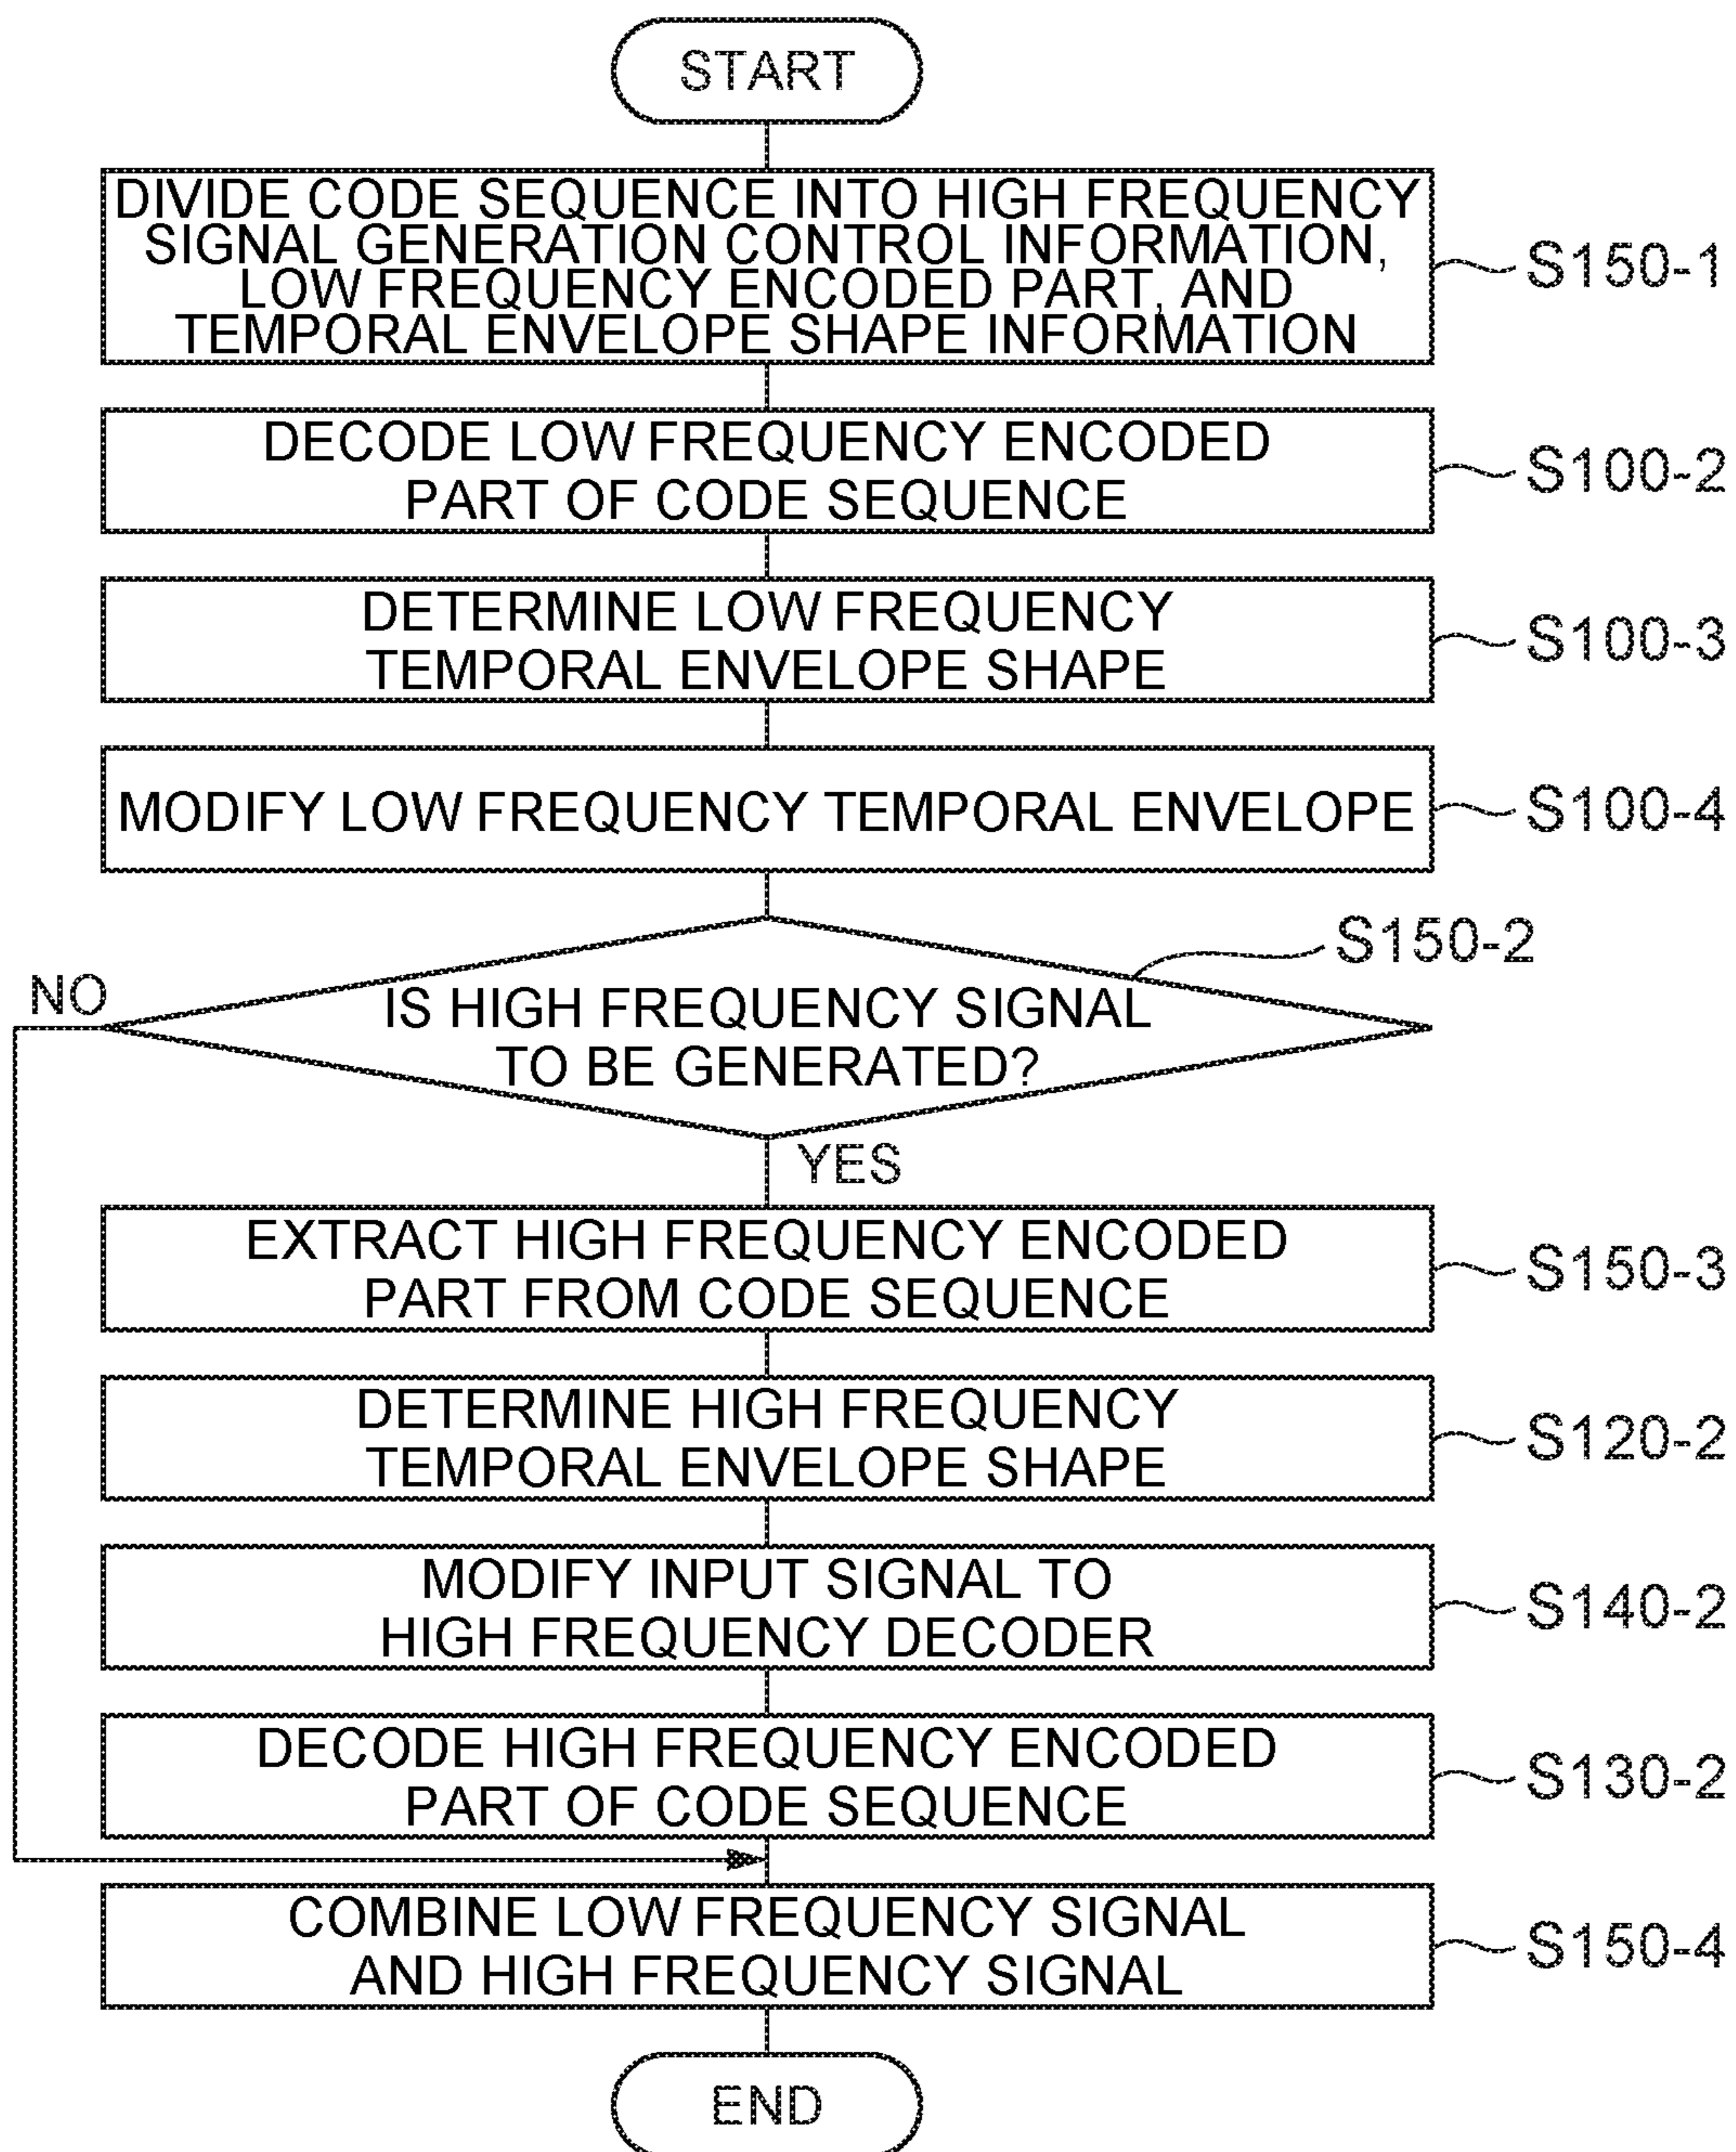 START
DIVIDE CODE SEQUENCE INTO HIGH FREQUENCY
SIGNAL GENERATION CONTROL INFORMATION,
LOW FREQUENCY ENCODED PART, AND
TEMPORAL ENVELOPE SHAPE INFORMATION
S150-1
DECODE LOW FREQUENCY ENCODED
PART OF CODE SEQUENCE
S100-2
DETERMINE LOW FREQUENCY
TEMPORAL ENVELOPE SHAPE
S100-3
MODIFY LOW FREQUENCY TEMPORAL ENVELOPE
S100-4
S150-2
NO
IS HIGH FREQUENCY SIGNAL
TO BE GENERATED?
YES
EXTRACT HIGH FREQUENCY ENCODED
PART FROM CODE SEQUENCE
S150-3
DETERMINE HIGH FREQUENCY
TEMPORAL ENVELOPE SHAPE
S120-2
MODIFY INPUT SIGNAL TO
HIGH FREQUENCY DECODER
S140-2
DECODE HIGH FREQUENCY ENCODED
PART OF CODE SEQUENCE
S130-2
COMBINE LOW FREQUENCY SIGNAL
AND HIGH FREQUENCY SIGNAL
S150-4
END